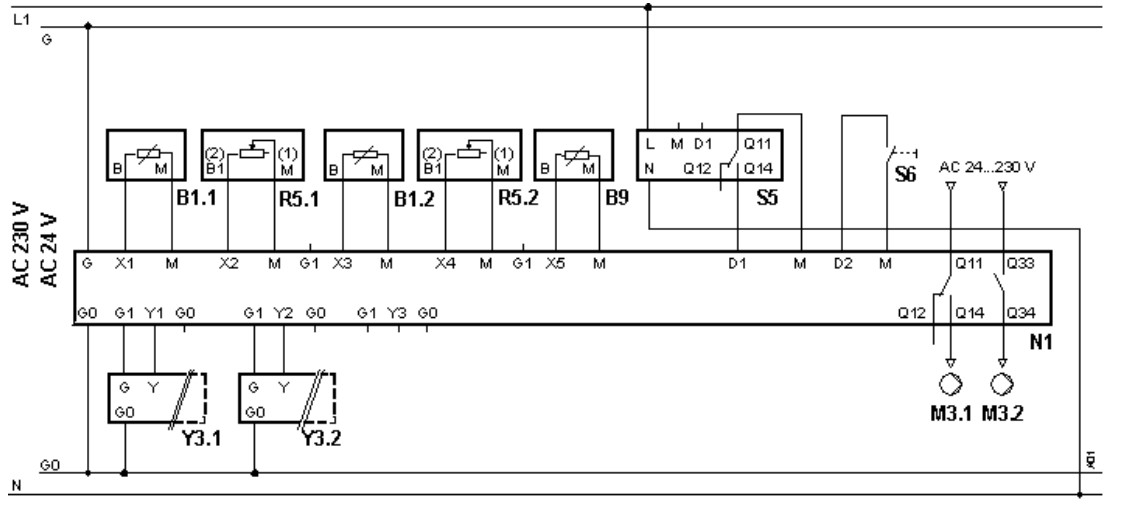 L1
G
AC 230 V
AC 24 V
B M
B1.1
(2) (1)
B1 M
R5.1
B M
B1.2
(2) (1)
B1 M
R5.2
B M
B9
L M D1 Q11
N Q12 Q14
S5
S6
AC 24...230 V
G X1 M X2 M G1 X3 M X4 M G1 X5 M D1 M D2 M Q11 Q33
G0 G1 Y1 G0 G1 Y2 G0 G1 Y3 G0 Q12 Q14 Q34
N1
G Y
G0
Y3.1
G Y
G0
Y3.2
M3.1 M3.2
G0
N